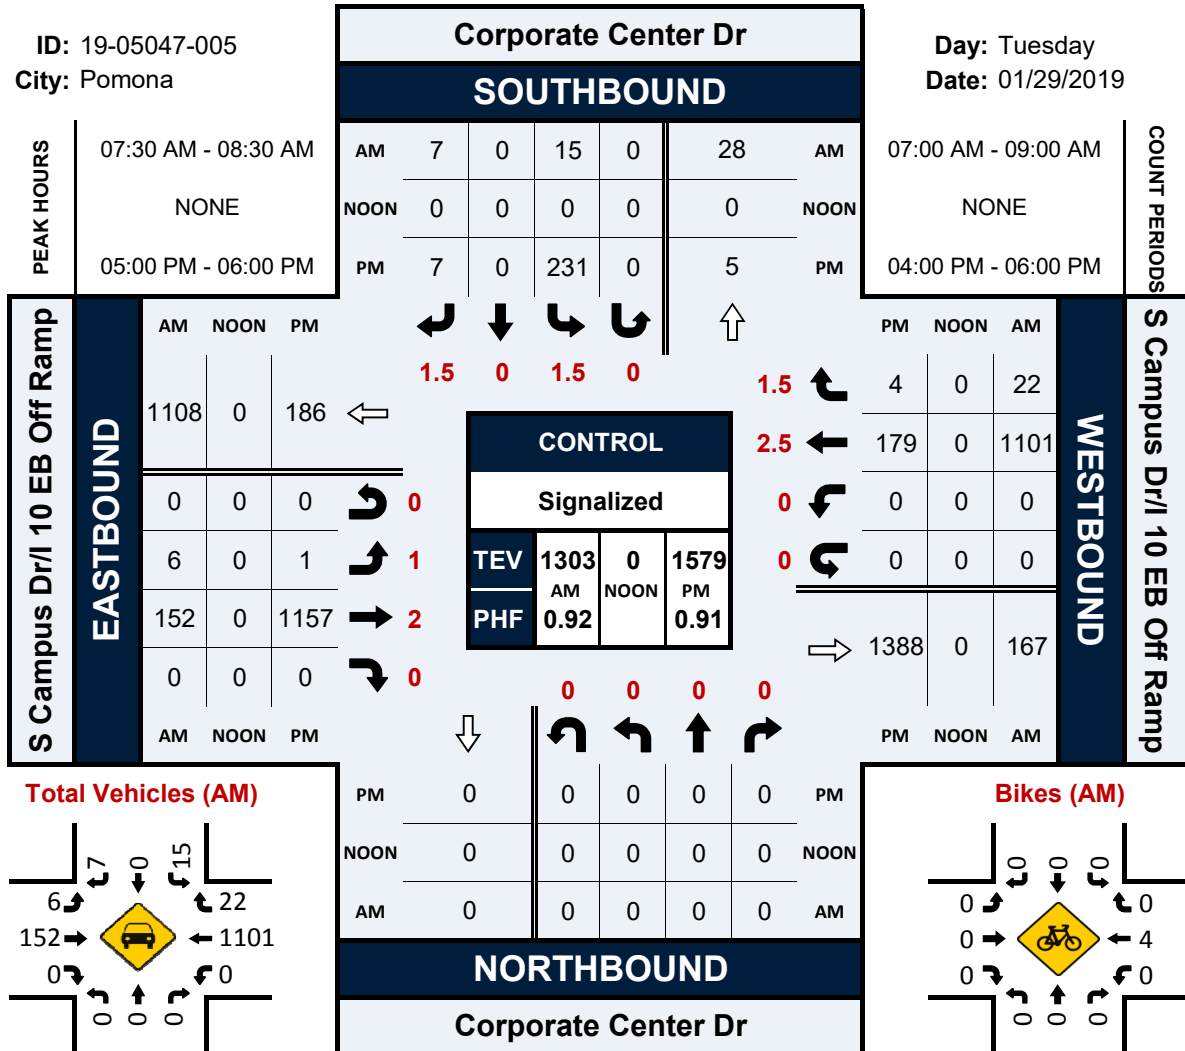 ID: 19-05047-005
City: Pomona
Corporate Center Dr
SOUTHBOUND
Day: Tuesday
Date: 01/29/2019
PEAK HOURS
07:30 AM - 08:30 AM
NONE
05:00 PM - 06:00 PM
AM 7 0 15 0 28 AM
NOON 0 0 0 0 0 NOON
PM 7 0 231 0 5 PM
07:00 AM - 09:00 AM
NONE
04:00 PM - 06:00 PM
COUNT PERIODS
1.5 0 1.5 0
S Campus Dr/I 10 EB Off Ramp
EASTBOUND
AM NOON PM
1108 0 186
0 0 0 0
6 0 1 1
152 0 1157 2
0 0 0 0
AM NOON PM
CONTROL
Signalized
TEV 1303 0 1579
AM NOON PM
PHF 0.92 0.91
PM NOON AM
1.5 4 0 22
2.5 179 0 1101
0 0 0 0
0 0 0 0
1388 0 167
PM NOON AM
WESTBOUND
S Campus Dr/I 10 EB Off Ramp
0 0 0 0
PM 0 0 0 0 0 PM
NOON 0 0 0 0 0 NOON
AM 0 0 0 0 0 AM
NORTHBOUND
Corporate Center Dr
Total Vehicles (AM)
7 0 15
6 22
152 1101
0 0
0 0 0
Bikes (AM)
0 0 0
0 0
0 4
0 0
0 0 0